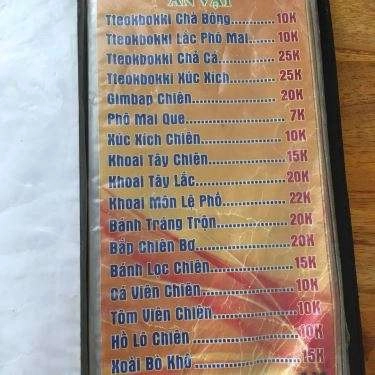 ĂN VẶT
Tteokbokki Chà Bông............10K
Tteokbokki Lắc Phô Mai.......10K
Tteokbokki Chả Cá..............25K
Tteokbokki Xúc Xích...........25K
Gimbap Chiên....................20K
Phô Mai Que.......................7K
Xúc Xích Chiên...................10K
Khoai Tây Chiên................15K
Khoai Tây Lắc....................20K
Khoai Môn Lệ Phố..............22K
Bánh Tráng Trộn................20K
Bắp Chiên Bơ.....................20K
Bánh Lọc Chiên..................15K
Cá Viên Chiên....................10K
Tôm Viên Chiên.................10K
Hồ Lô Chiên......................10K
Xoài Bò Khô......................15K